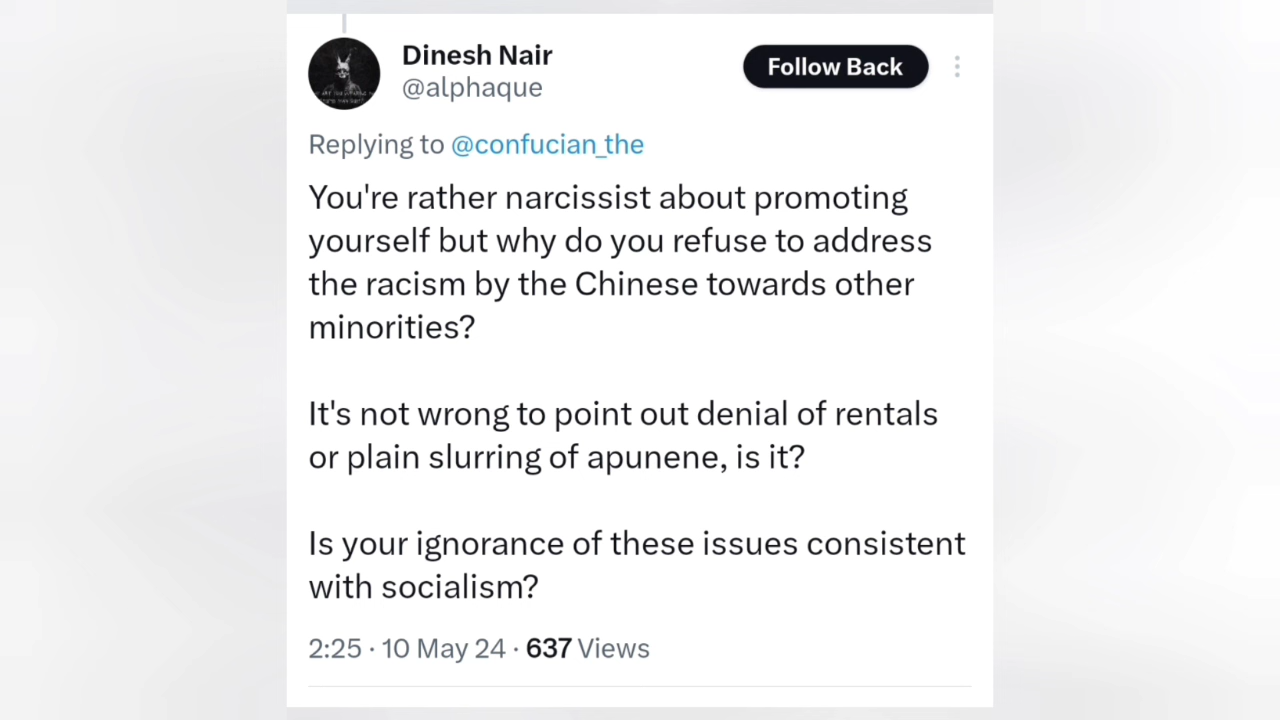 Dinesh Nair
@alphaque
Follow Back
Replying to @confucian_the
You're rather narcissist about promoting
yourself but why do you refuse to address
the racism by the Chinese towards other
minorities?
It's not wrong to point out denial of rentals
or plain slurring of apunene, is it?
Is your ignorance of these issues consistent
with socialism?
2:25 · 10 May 24 · 637 Views